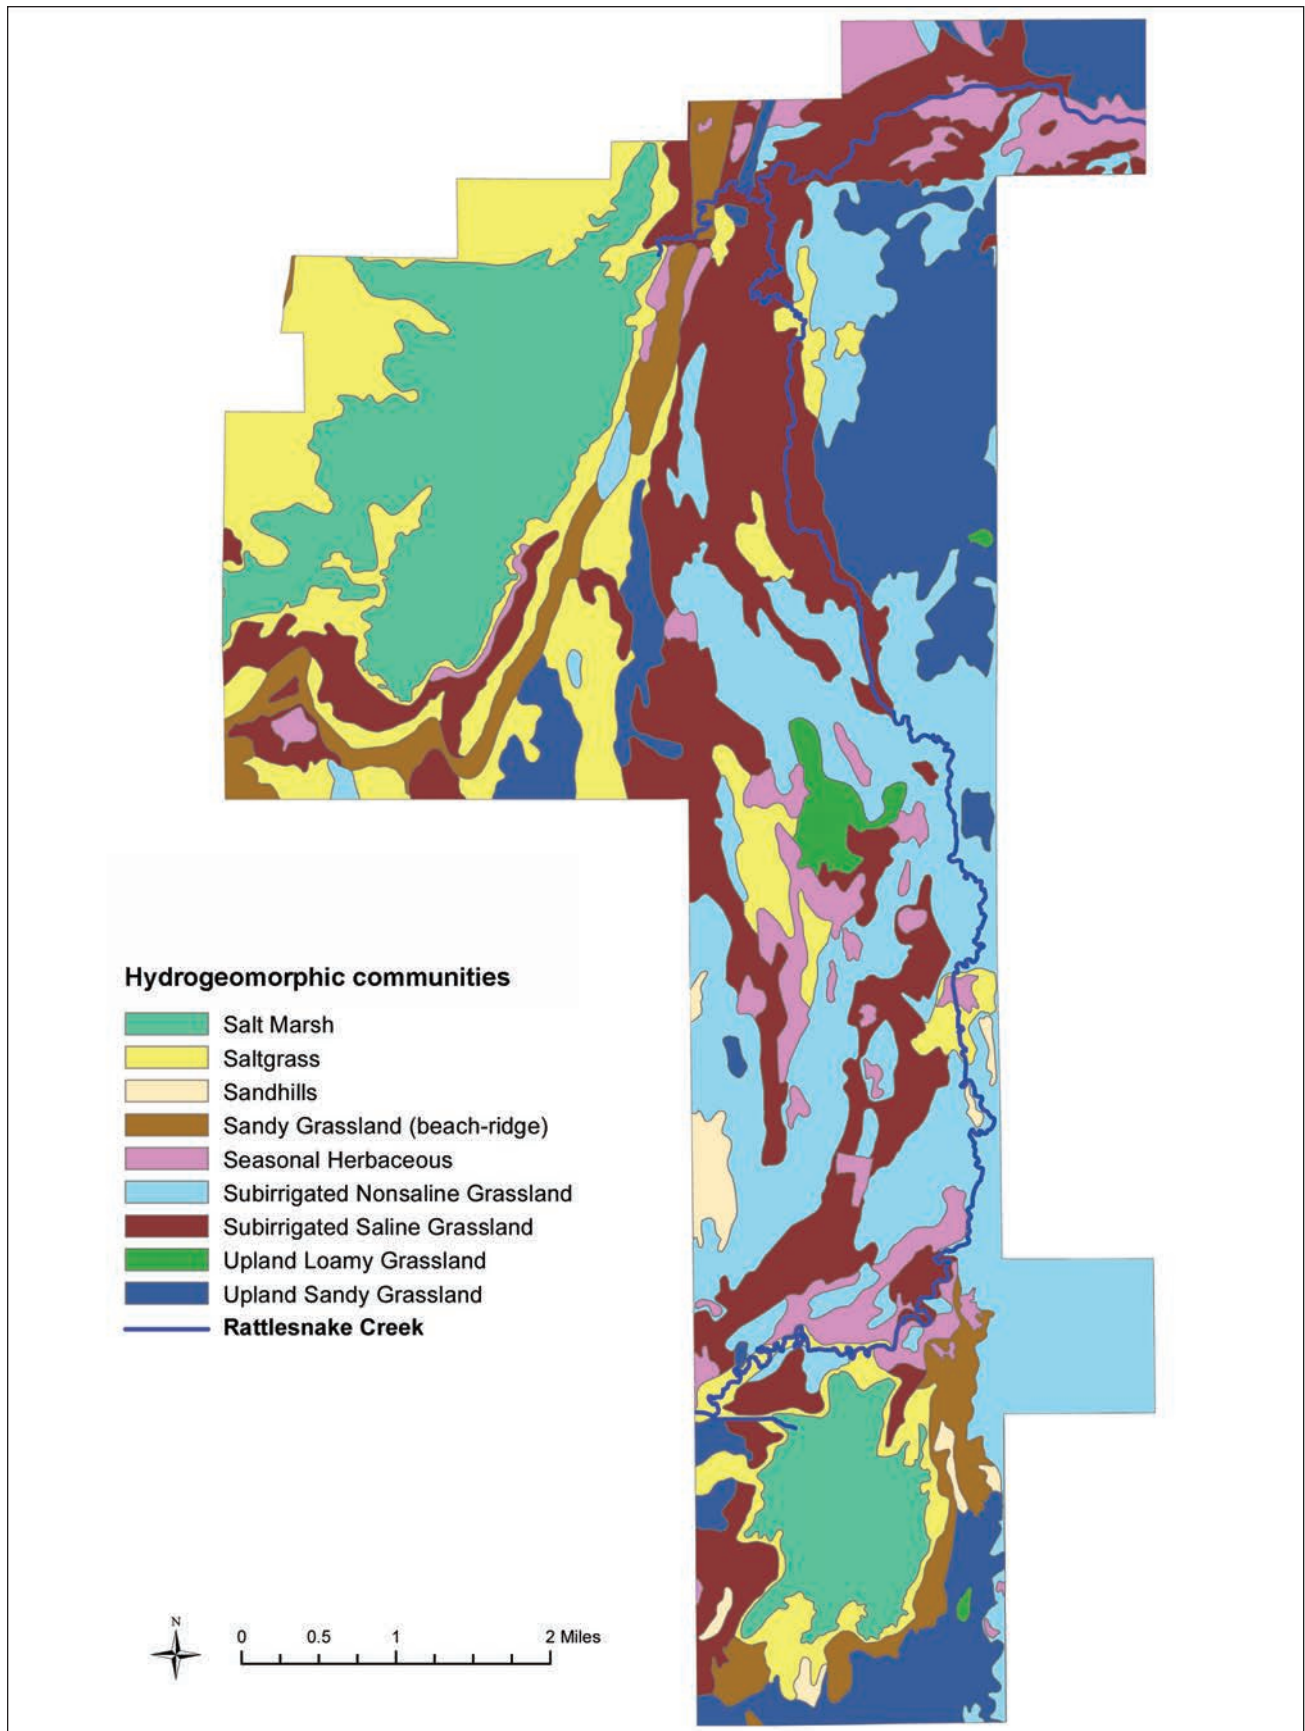 Hydrogeomorphic communities
Salt Marsh
Saltgrass
Sandhills
Sandy Grassland (beach-ridge)
Seasonal Herbaceous
Subirrigated Nonsaline Grassland
Subirrigated Saline Grassland
Upland Loamy Grassland
Upland Sandy Grassland
Rattlesnake Creek
N
0 0.5 1 2 Miles